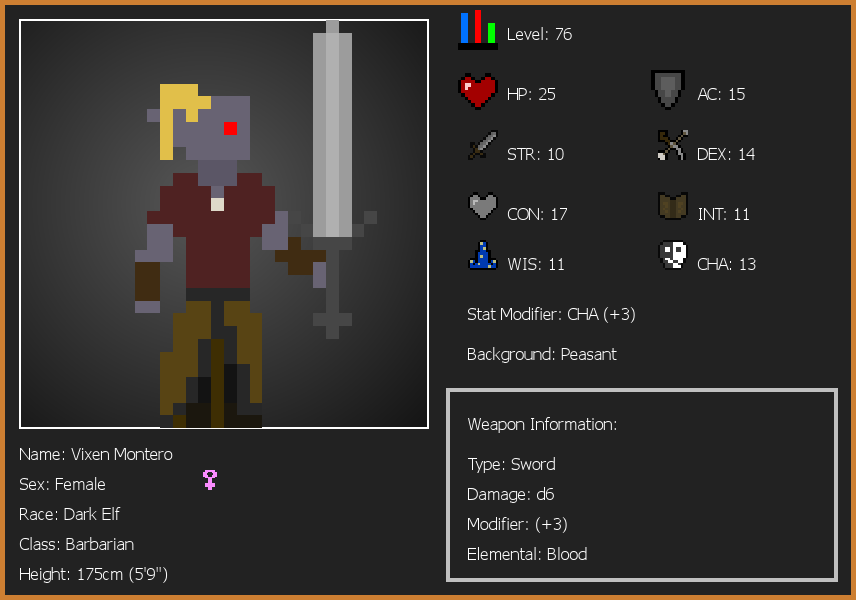 Level: 76
HP: 25
AC: 15
STR: 10
DEX: 14
CON: 17
INT: 11
WIS: 11
CHA: 13
Stat Modifier: CHA (+3)
Background: Peasant
Weapon Information:
Type: Sword
Damage: d6
Modifier: (+3)
Elemental: Blood
Name: Vixen Montero
Sex: Female
Race: Dark Elf
Class: Barbarian
Height: 175cm (5'9")